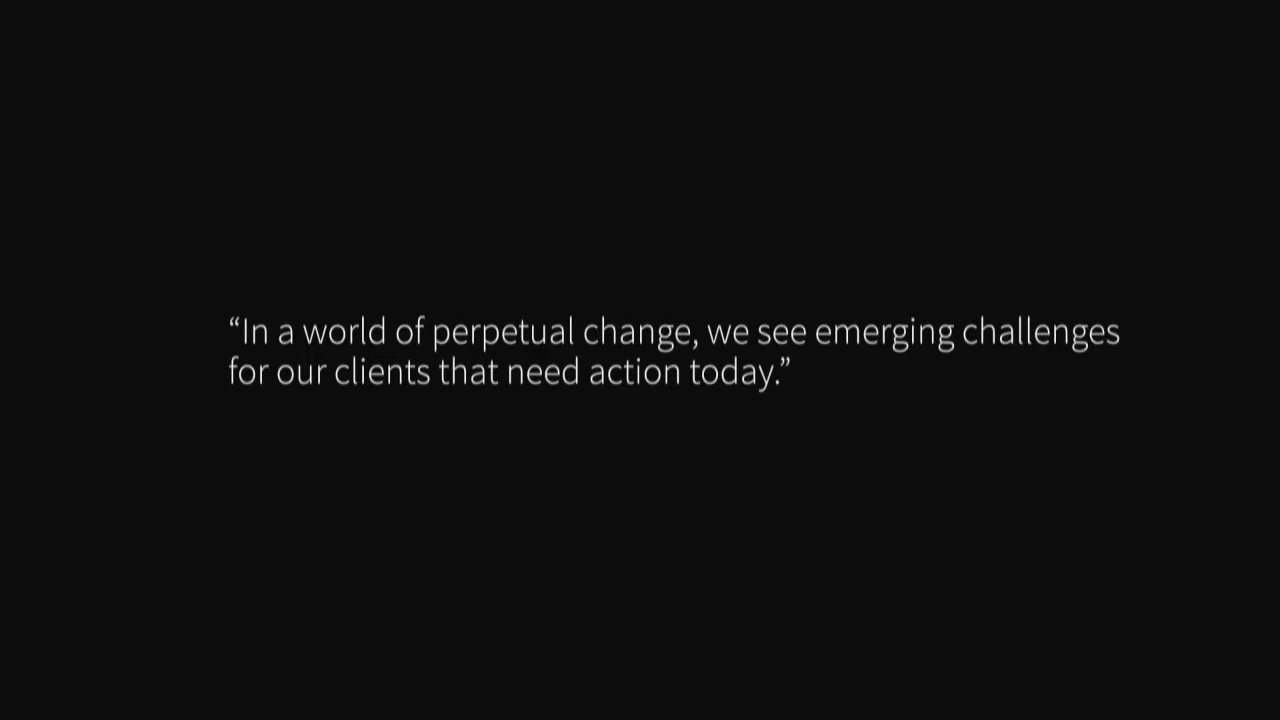 “In a world of perpetual change, we see emerging challenges
for our clients that need action today.”